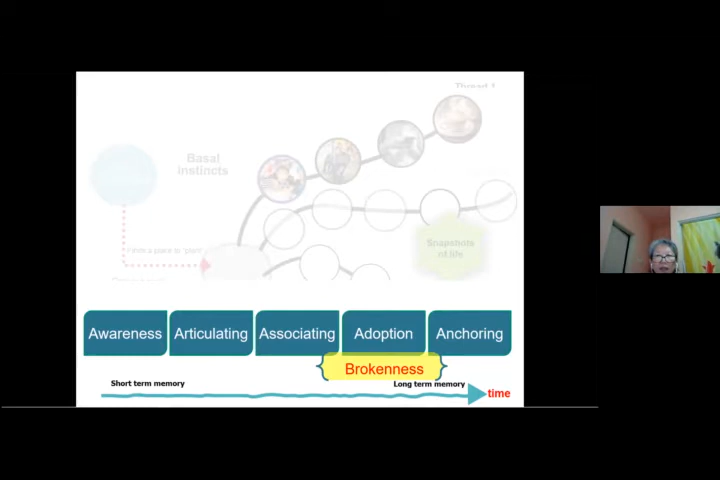 Thread 1
Basal
Instincts
Snapshots
of life
Awareness Articulating Associating Adoption Anchoring
Brokenness
Short term memory
Long term memory
time